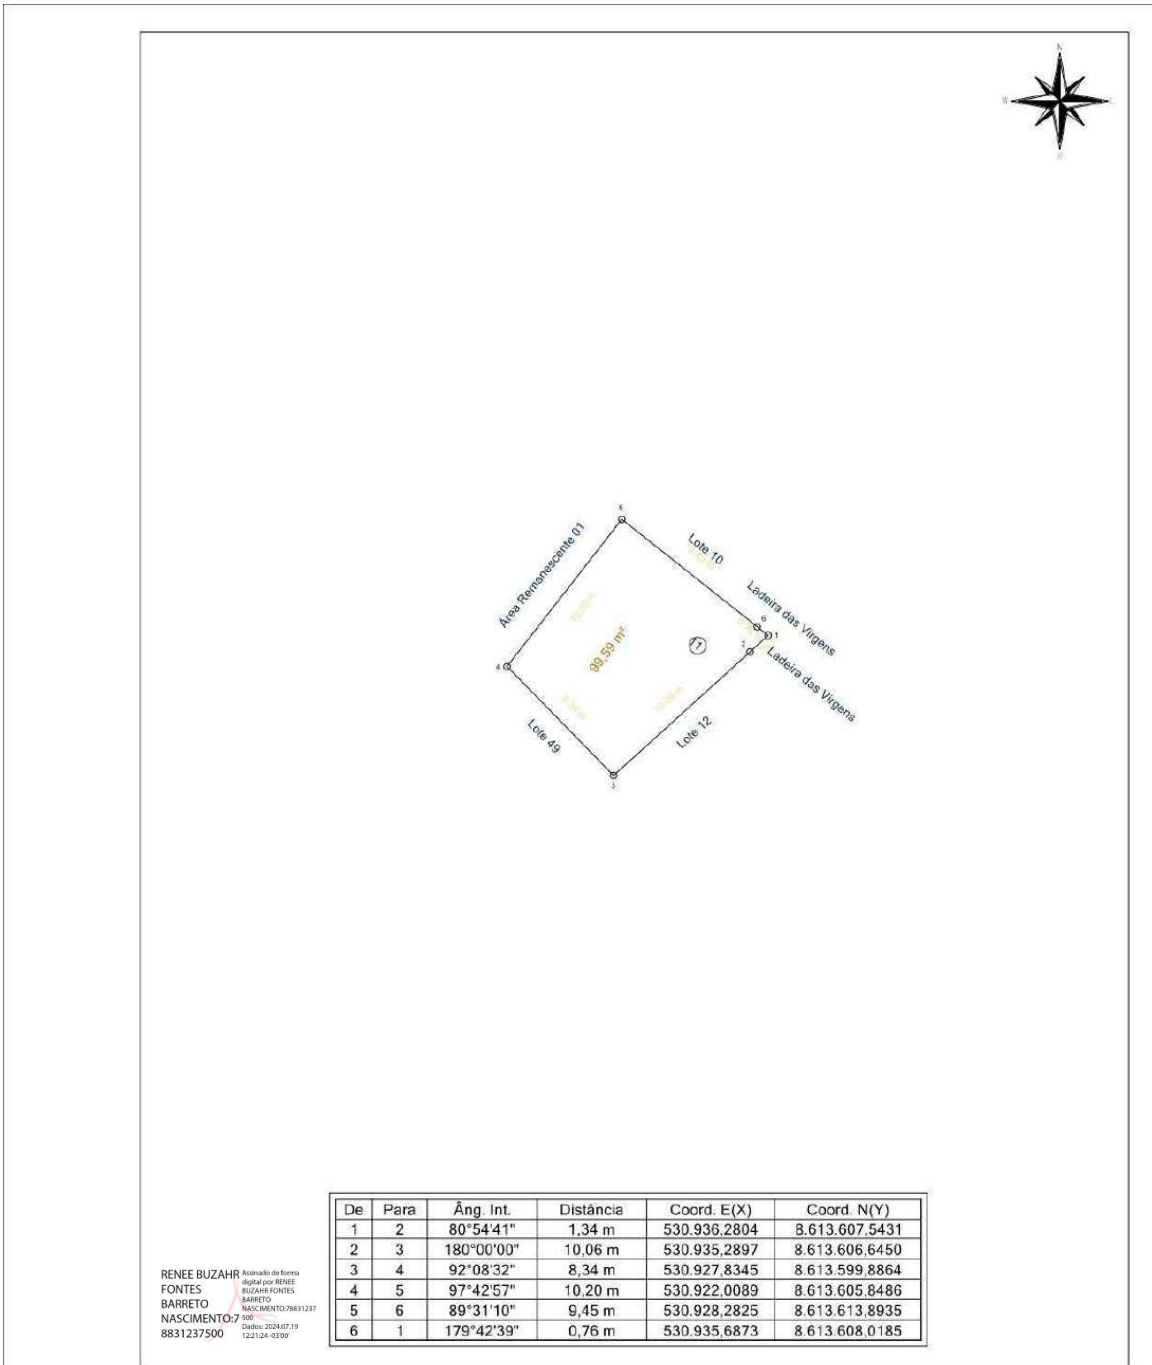 N
W
S
Área Remanescente 01
Lote 10
Ladeira das Virgens
6
1
2
Ladeira das Virgens
99.59 m²
11
4
Lote 49
Lote 12
3
De Para Âng. Int. Distância Coord. E(X) Coord. N(Y)
1 2 80°54'41" 1,34 m 530.936,2804 8.613.607,5431
2 3 180°00'00" 10,06 m 530.935,2897 8.613.606,6450
3 4 92°08'32" 8,34 m 530.927,8345 8.613.599,8864
4 5 97°42'57" 10,20 m 530.922,0089 8.613.605,8486
5 6 89°31'10" 9,45 m 530.928,2825 8.613.613,8935
6 1 179°42'39" 0,76 m 530.935,6873 8.613.608,0185
RENEE BUZAHR
FONTES
BARRETO
NASCIMENTO:7
8831237500
Assinado de forma
digital por RENEE
BUZAHR FONTES
BARRETO
NASCIMENTO:78831237
500
Dados: 2024.07.19
12:21:24 -03'00'